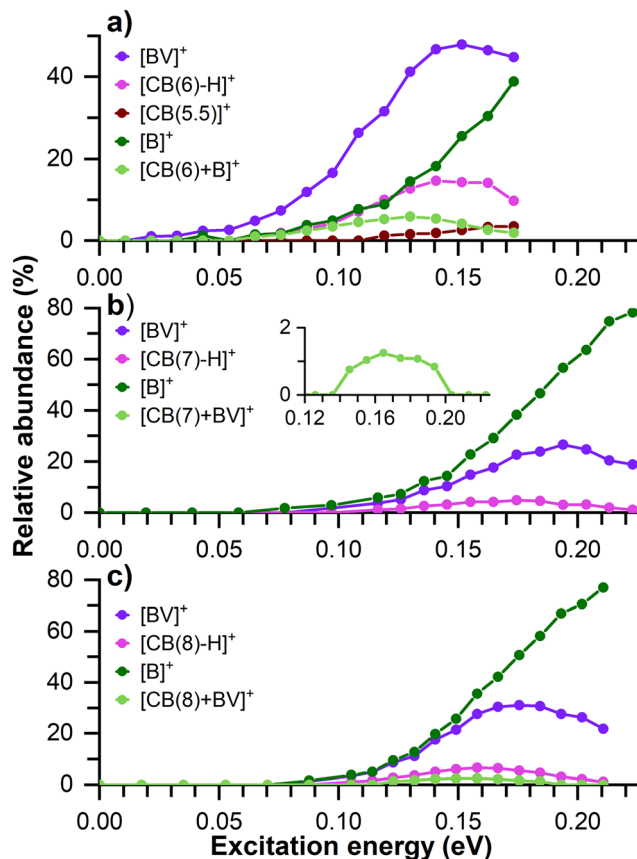 a)
[BV]⁺
[CB(6)-H]⁺
[CB(5.5)]⁺
[B]⁺
[CB(6)+B]⁺
40
20
0
0.00 0.05 0.10 0.15 0.20
Relative abundance (%)
b)
[BV]⁺
[CB(7)-H]⁺
[B]⁺
[CB(7)+BV]⁺
80
60
40
20
0
2
0
0.12 0.16 0.20
0.00 0.05 0.10 0.15 0.20
c)
[BV]⁺
[CB(8)-H]⁺
[B]⁺
[CB(8)+BV]⁺
80
60
40
20
0
0.00 0.05 0.10 0.15 0.20
Excitation energy (eV)